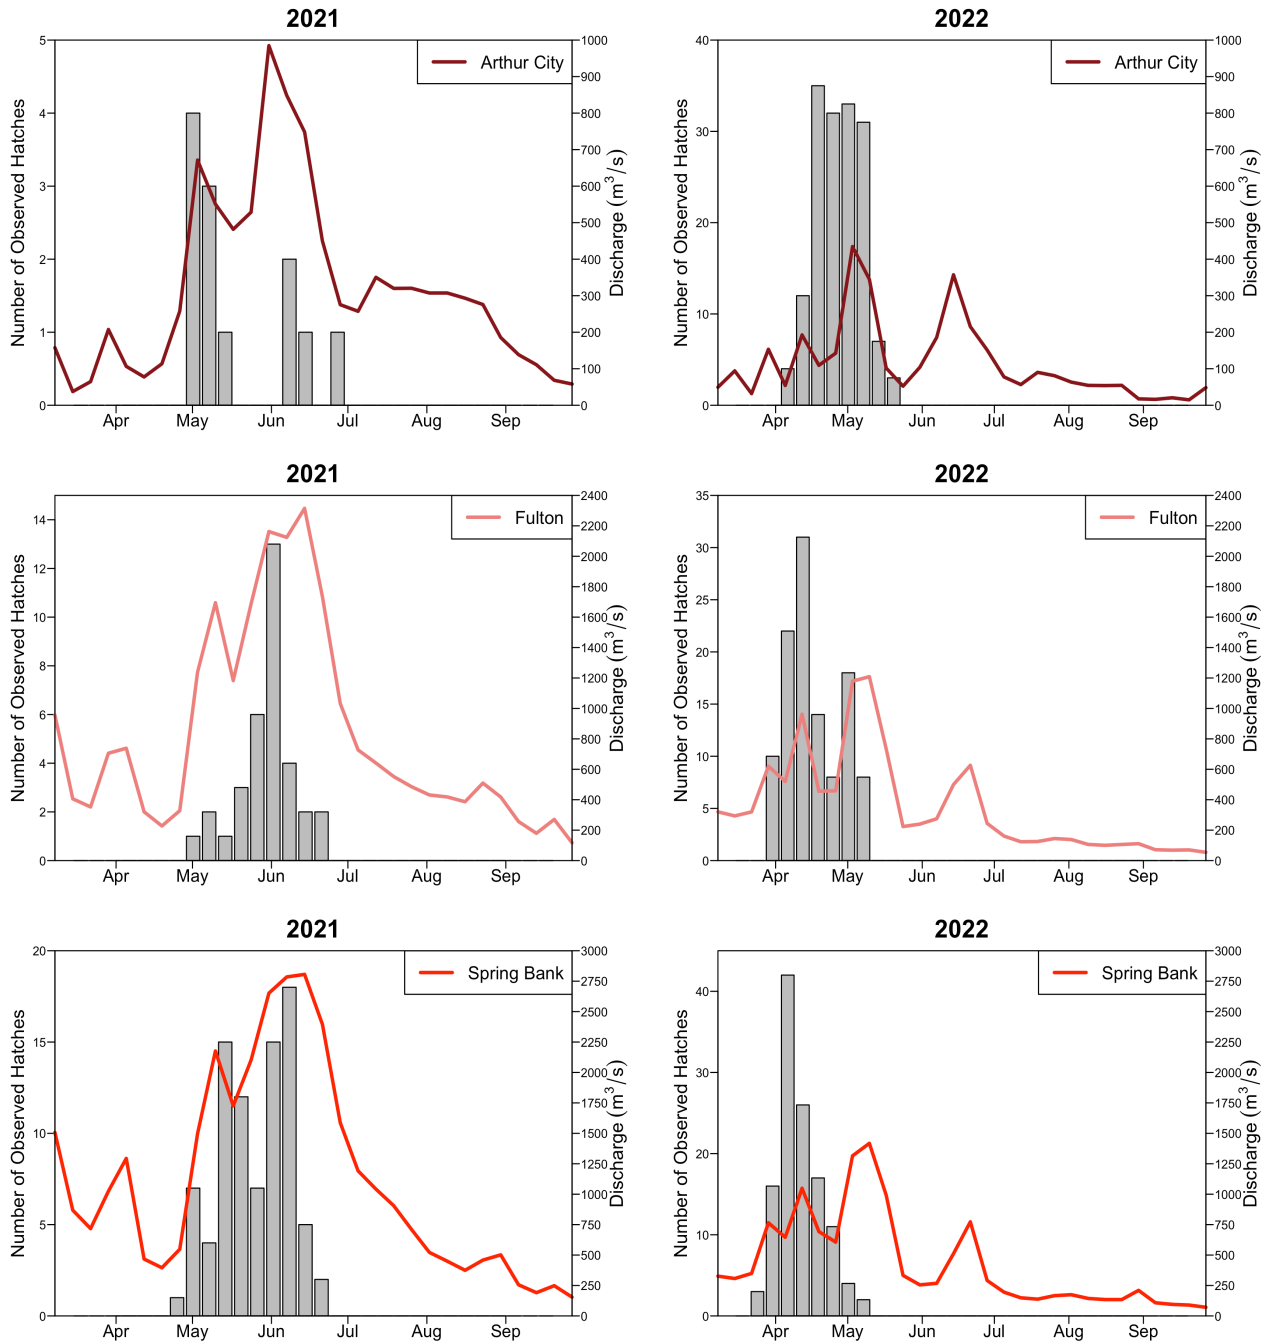 2021
Arthur City
Number of Observed Hatches
0 1 2 3 4 5
Discharge (m³/s)
0 100 200 300 400 500 600 700 800 900 1000
Apr May Jun Jul Aug Sep
2022
Arthur City
Number of Observed Hatches
0 10 20 30 40
Discharge (m³/s)
0 100 200 300 400 500 600 700 800 900 1000
Apr May Jun Jul Aug Sep
2021
Fulton
Number of Observed Hatches
0 2 4 6 8 10 12 14
Discharge (m³/s)
0 200 400 600 800 1000 1200 1400 1600 1800 2000 2200 2400
Apr May Jun Jul Aug Sep
2022
Fulton
Number of Observed Hatches
0 5 10 15 20 25 30 35
Discharge (m³/s)
0 200 400 600 800 1000 1200 1400 1600 1800 2000 2200 2400
Apr May Jun Jul Aug Sep
2021
Spring Bank
Number of Observed Hatches
0 5 10 15 20
Discharge (m³/s)
0 250 500 750 1000 1250 1500 1750 2000 2250 2500 2750 3000
Apr May Jun Jul Aug Sep
2022
Spring Bank
Number of Observed Hatches
0 10 20 30 40
Discharge (m³/s)
0 250 500 750 1000 1250 1500 1750 2000 2250 2500 2750 3000
Apr May Jun Jul Aug Sep